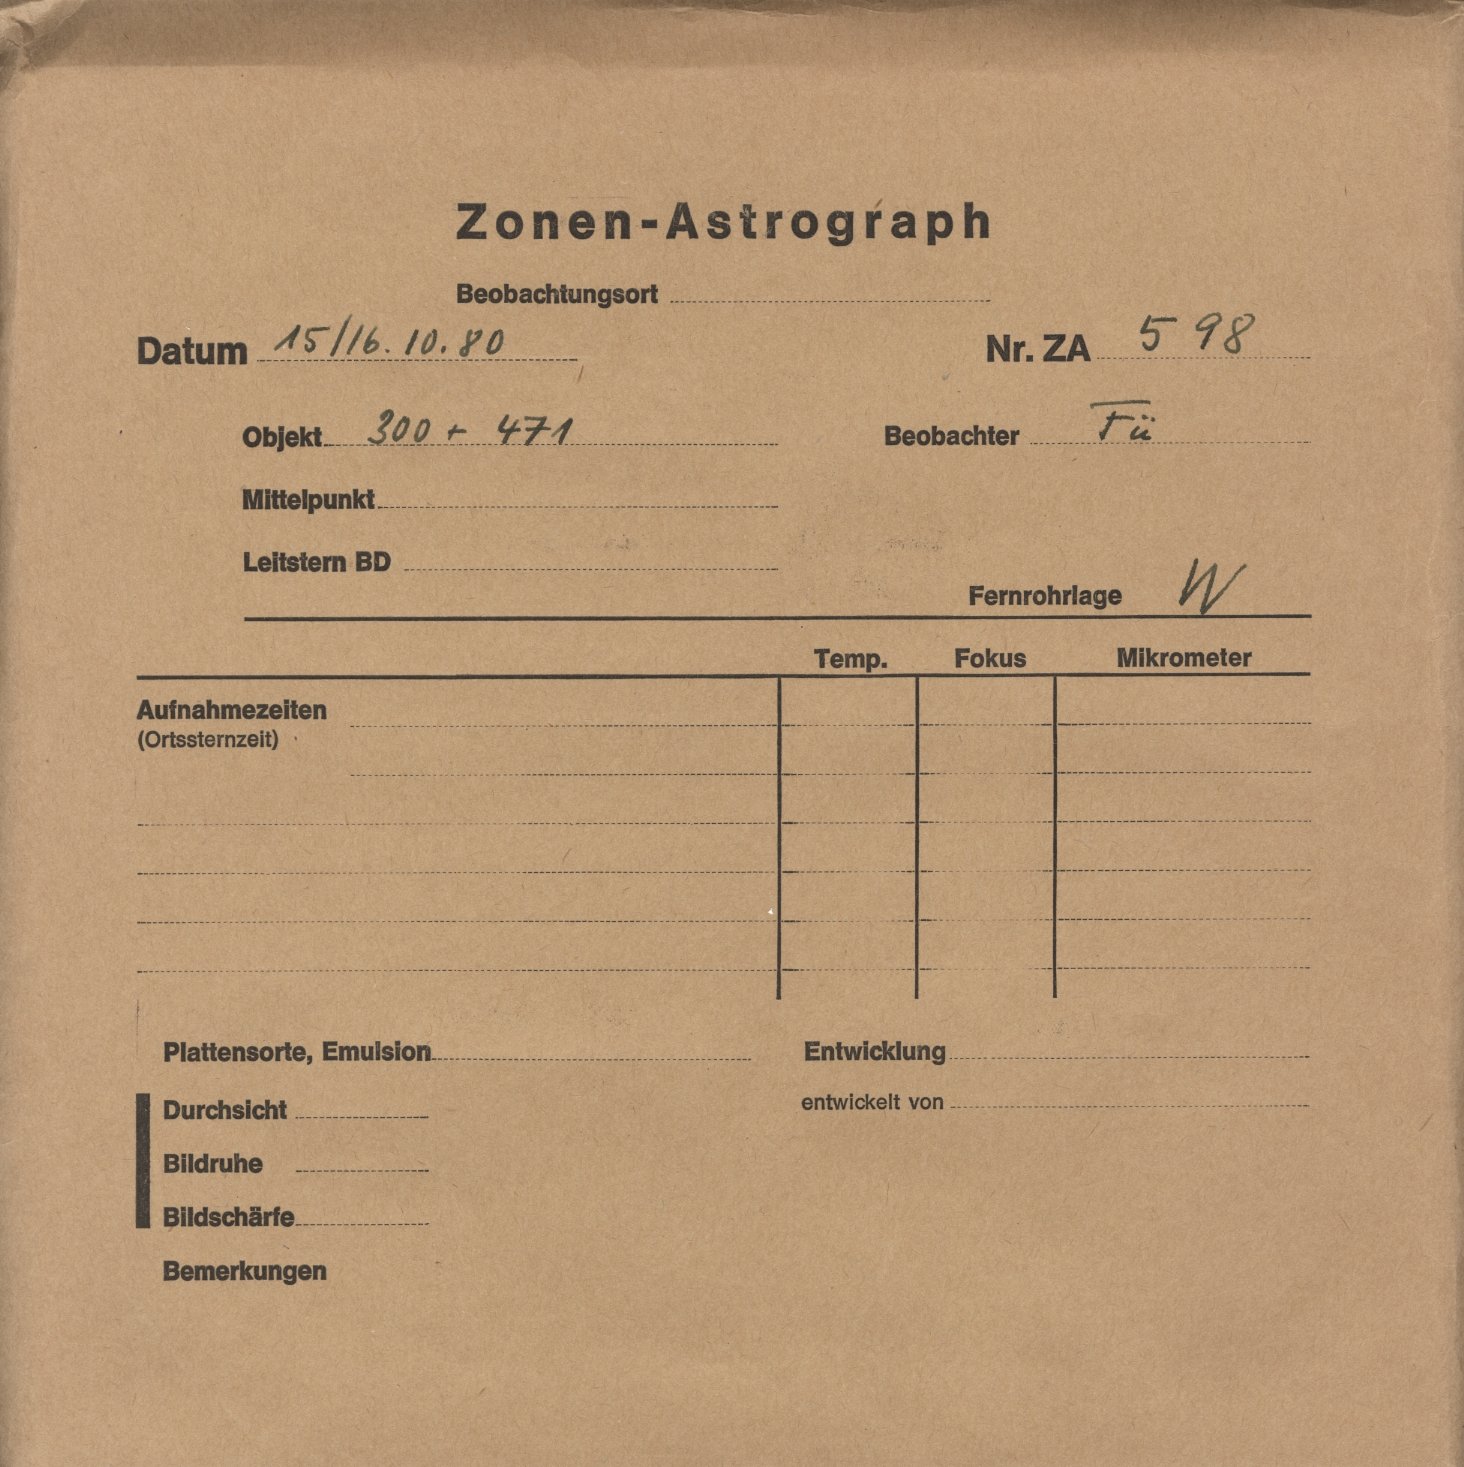 Zonen-Astrograph
Beobachtungsort
Datum 15/16.10.80 Nr. ZA 598
Objekt 300 + 471 Beobachter Fü
Mittelpunkt
Leitstern BD
Fernrohrlage W
Temp. Fokus Mikrometer
Aufnahmezeiten
(Ortssternzeit)
Plattensorte, Emulsion Entwicklung
Durchsicht entwickelt von
Bildruhe
Bildschärfe
Bemerkungen